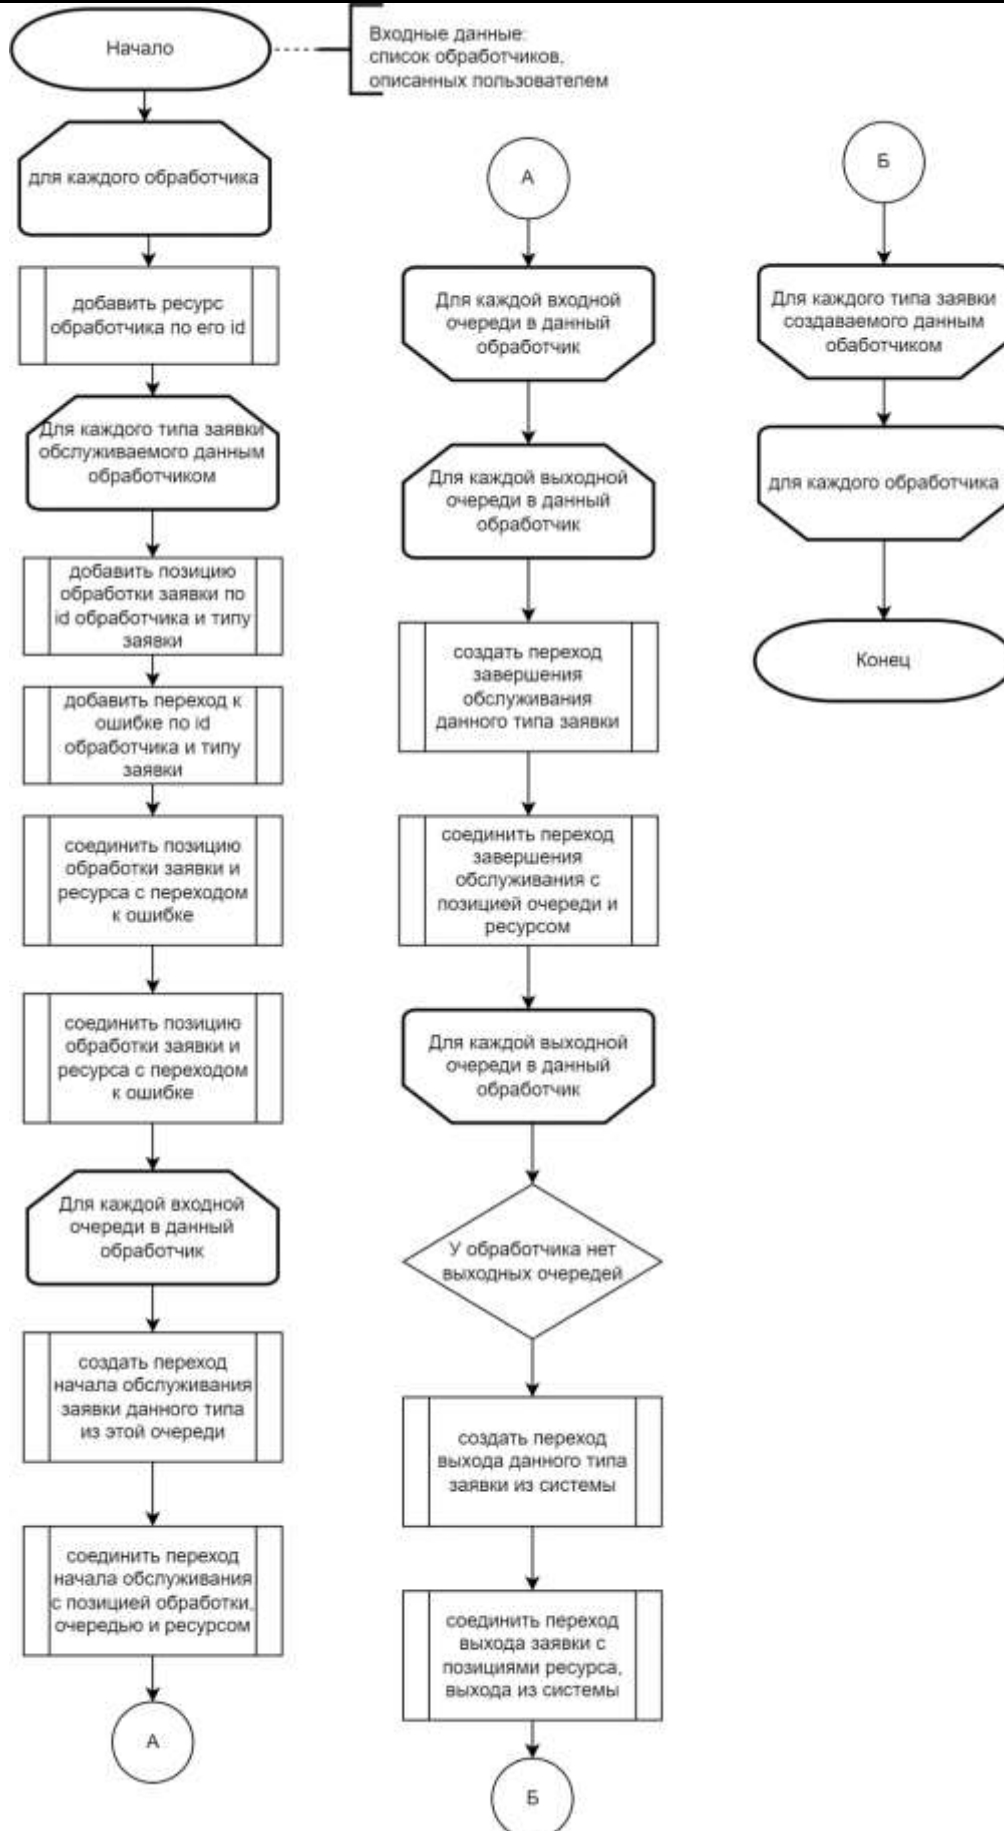 Начало
Входные данные:
список обработчиков,
описанных пользователем
для каждого обработчика
добавить ресурс
обработчика по его id
Для каждого типа заявки
обслуживаемого данным
обработчиком
добавить позицию
обработки заявки по
id обработчика и типу
заявки
добавить переход к
ошибке по id
обработчика и типу
заявки
соединить позицию
обработки заявки и
ресурса с переходом
к ошибке
соединить позицию
обработки заявки и
ресурса с переходом
к ошибке
Для каждой входной
очереди в данный
обработчик
создать переход
начала обслуживания
заявки данного типа
из этой очереди
соединить переход
начала обслуживания
с позицией обработки,
очередью и ресурсом
А
А
Для каждой входной
очереди в данный
обработчик
Для каждой выходной
очереди в данный
обработчик
создать переход
завершения
обслуживания
данного типа заявки
соединить переход
завершения
обслуживания с
позицией очереди и
ресурсом
Для каждой выходной
очереди в данный
обработчик
У обработчика нет
выходных очередей
создать переход
выхода данного типа
заявки из системы
соединить переход
выхода заявки с
позициями ресурса,
выхода из системы
Б
Б
Для каждого типа заявки
создаваемого данным
обаботчиком
для каждого обработчика
Конец